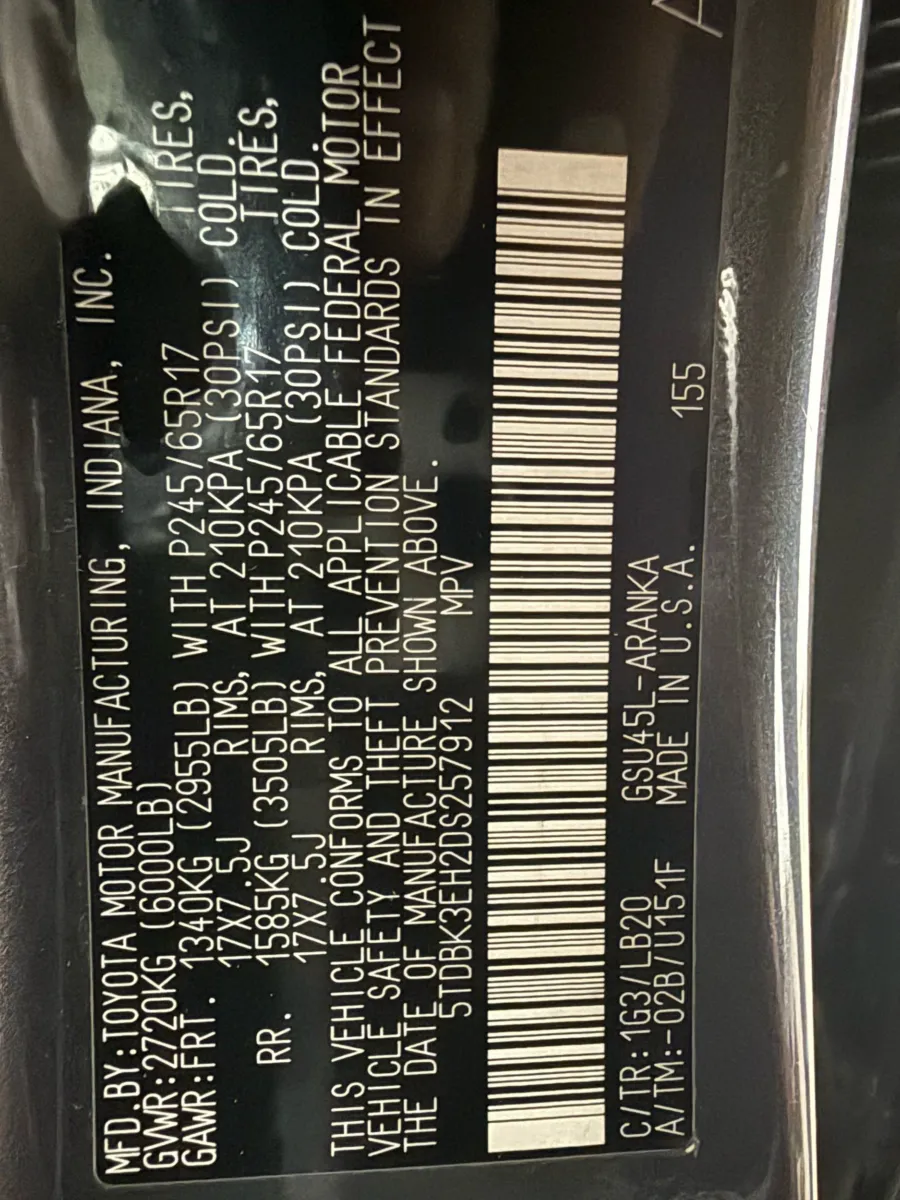 MFD.BY:TOYOTA MOTOR MANUFACTURING, INDIANA, INC.
GVWR:2720KG (6000LB)
GAWR:FRT. 1340KG (2955LB) WITH P245/65R17 TIRES,
17X7.5J RIMS, AT 210KPA (30PSI) COLD.
RR. 1585KG (3505LB) WITH P245/65R17 TIRES,
17X7.5J RIMS, AT 210KPA (30PSI) COLD.
THIS VEHICLE CONFORMS TO ALL APPLICABLE FEDERAL MOTOR
VEHICLE SAFETY AND THEFT PREVENTION STANDARDS IN EFFECT
THE DATE OF MANUFACTURE SHOWN ABOVE.
5TDBK3EH2DS257912 MPV
C/TR:1G3/LB20 GSU45L-ARANKA
A/TM:-02B/U151F MADE IN U.S.A. 155